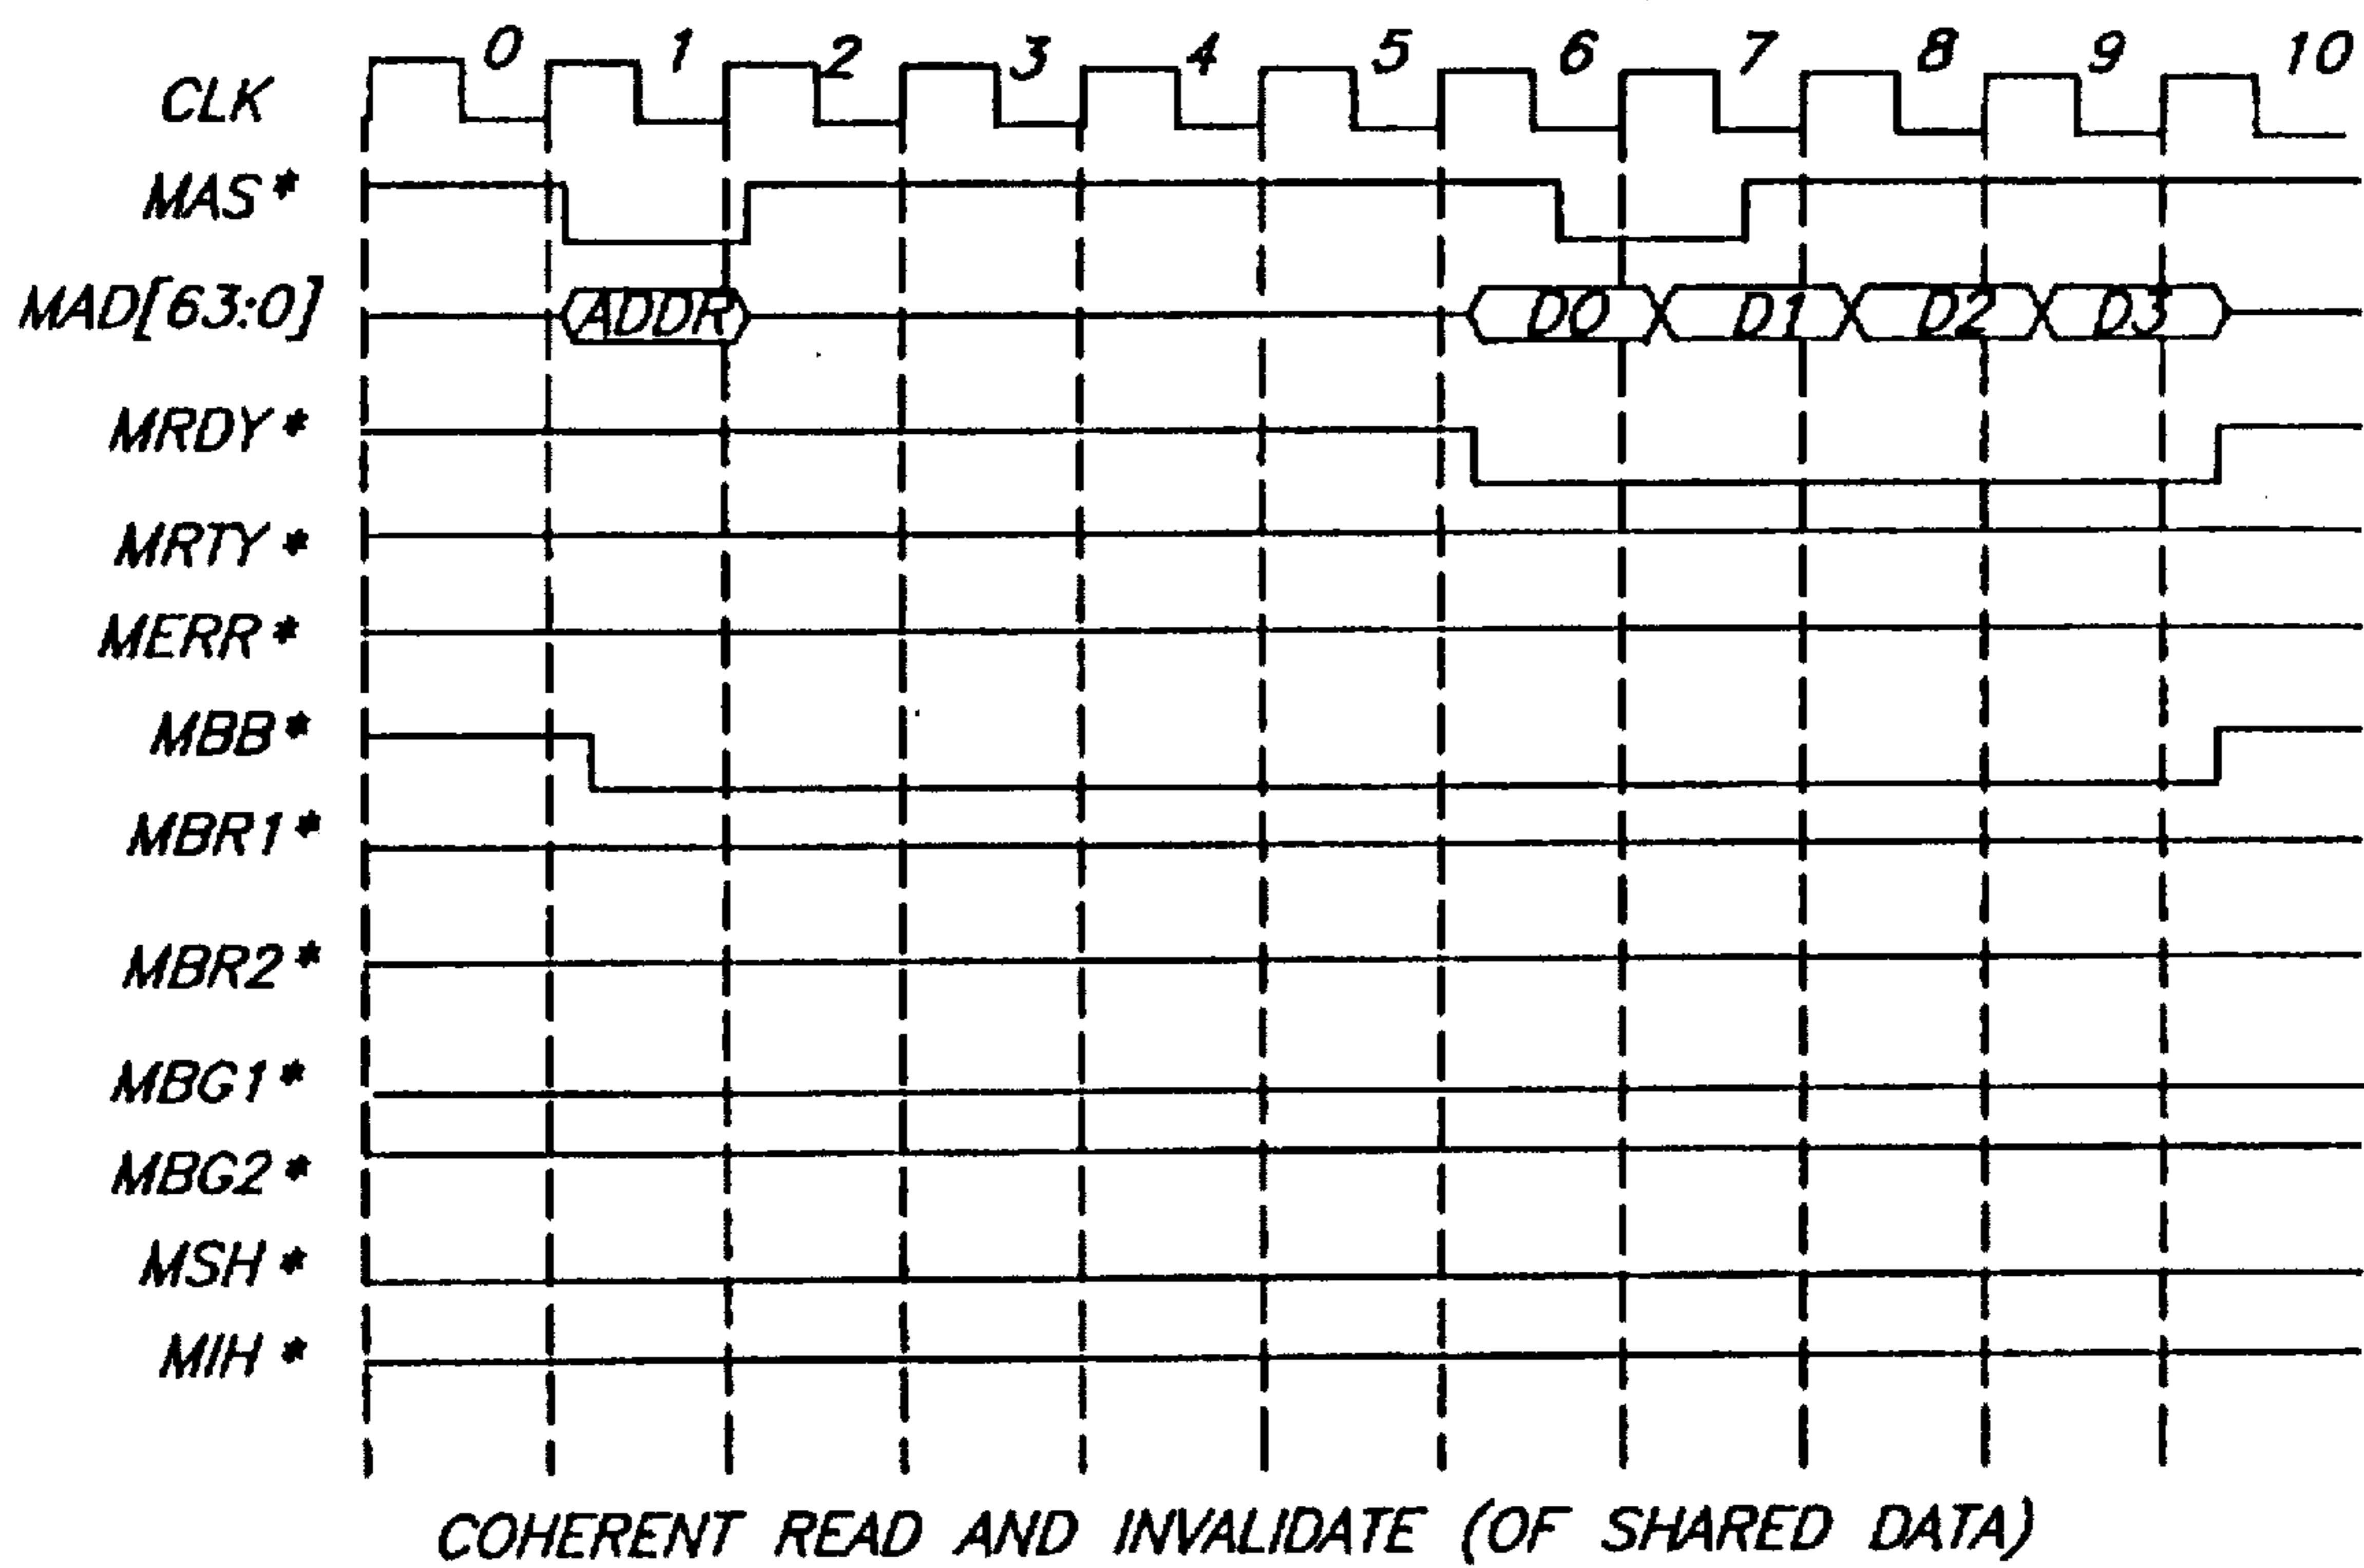 0 1 2 3 4 5 6 7 8 9 10
CLK
MAS*
MAD[63:0] ADDR D0 D1 D2 D3
MRDY*
MRTY*
MERR*
MBB*
MBR1*
MBR2*
MBG1*
MBG2*
MSH*
MIH*
COHERENT READ AND INVALIDATE (OF SHARED DATA)